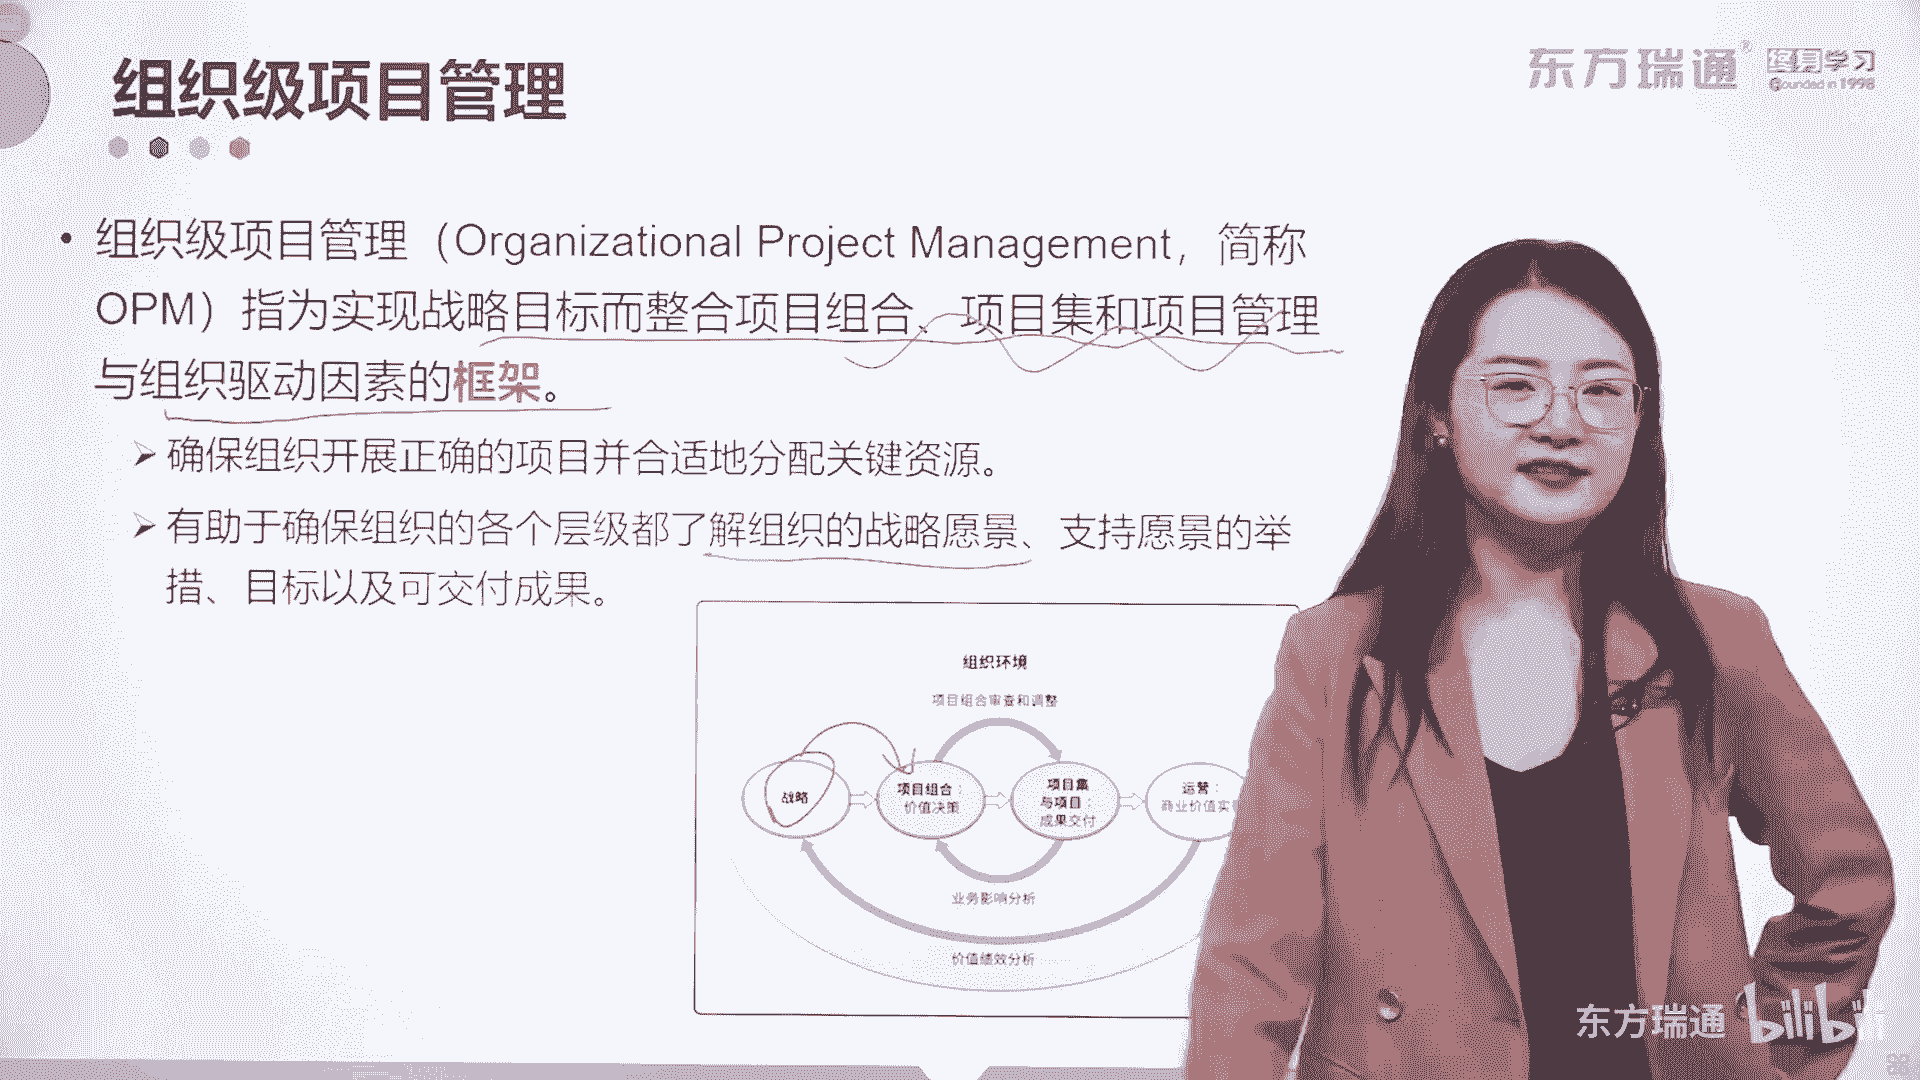 组织级项目管理
东方瑞通®
终身学习
Founded in 1998
• 组织级项目管理（Organizational Project Management，简称
OPM）指为实现战略目标而整合项目组合、项目集和项目管理
与组织驱动因素的框架。
➢ 确保组织开展正确的项目并合适地分配关键资源。
➢ 有助于确保组织的各个层级都了解组织的战略愿景、支持愿景的举
措、目标以及可交付成果。
组织环境
项目组合审查和调整
战略
项目组合：
价值决策
项目集
与项目：
成果交付
运营：
商业价值实
业务影响分析
价值绩效分析
东方瑞通
bilibili